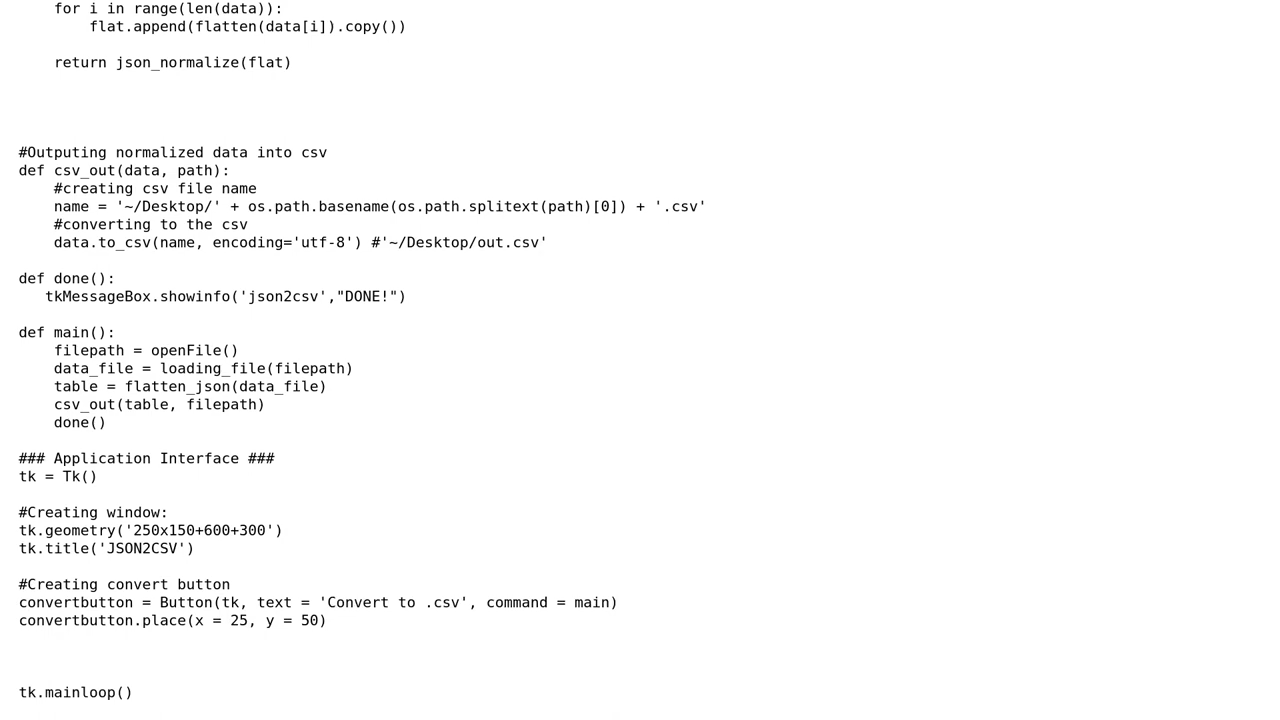 for i in range(len(data)):
flat.append(flatten(data[i]).copy())
return json_normalize(flat)
#Outputing normalized data into csv
def csv_out(data, path):
#creating csv file name
name = '~/Desktop/' + os.path.basename(os.path.splitext(path)[0]) + '.csv'
#converting to the csv
data.to_csv(name, encoding='utf-8') #'~/Desktop/out.csv'
def done():
tkMessageBox.showinfo('json2csv',"DONE!")
def main():
filepath = openFile()
data_file = loading_file(filepath)
table = flatten_json(data_file)
csv_out(table, filepath)
done()
### Application Interface ###
tk = Tk()
#Creating window:
tk.geometry('250x150+600+300')
tk.title('JSON2CSV')
#Creating convert button
convertbutton = Button(tk, text = 'Convert to .csv', command = main)
convertbutton.place(x = 25, y = 50)
tk.mainloop()